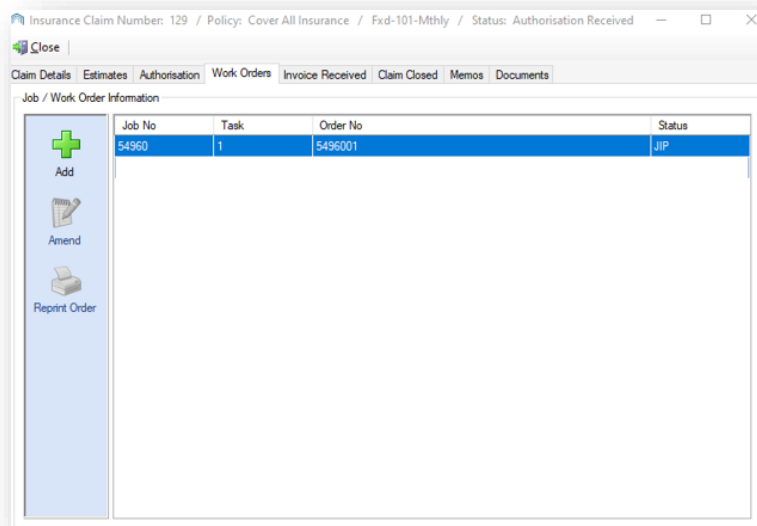 Insurance Claim Number: 129 / Policy: Cover All Insurance / Fxd-101-Mthly / Status: Authorisation Received
Close
Claim Details Estimates Authorisation Work Orders Invoice Received Claim Closed Memos Documents
Job / Work Order Information
Job No Task Order No Status
54960 1 5496001 JIP
Add
Amend
Reprint Order